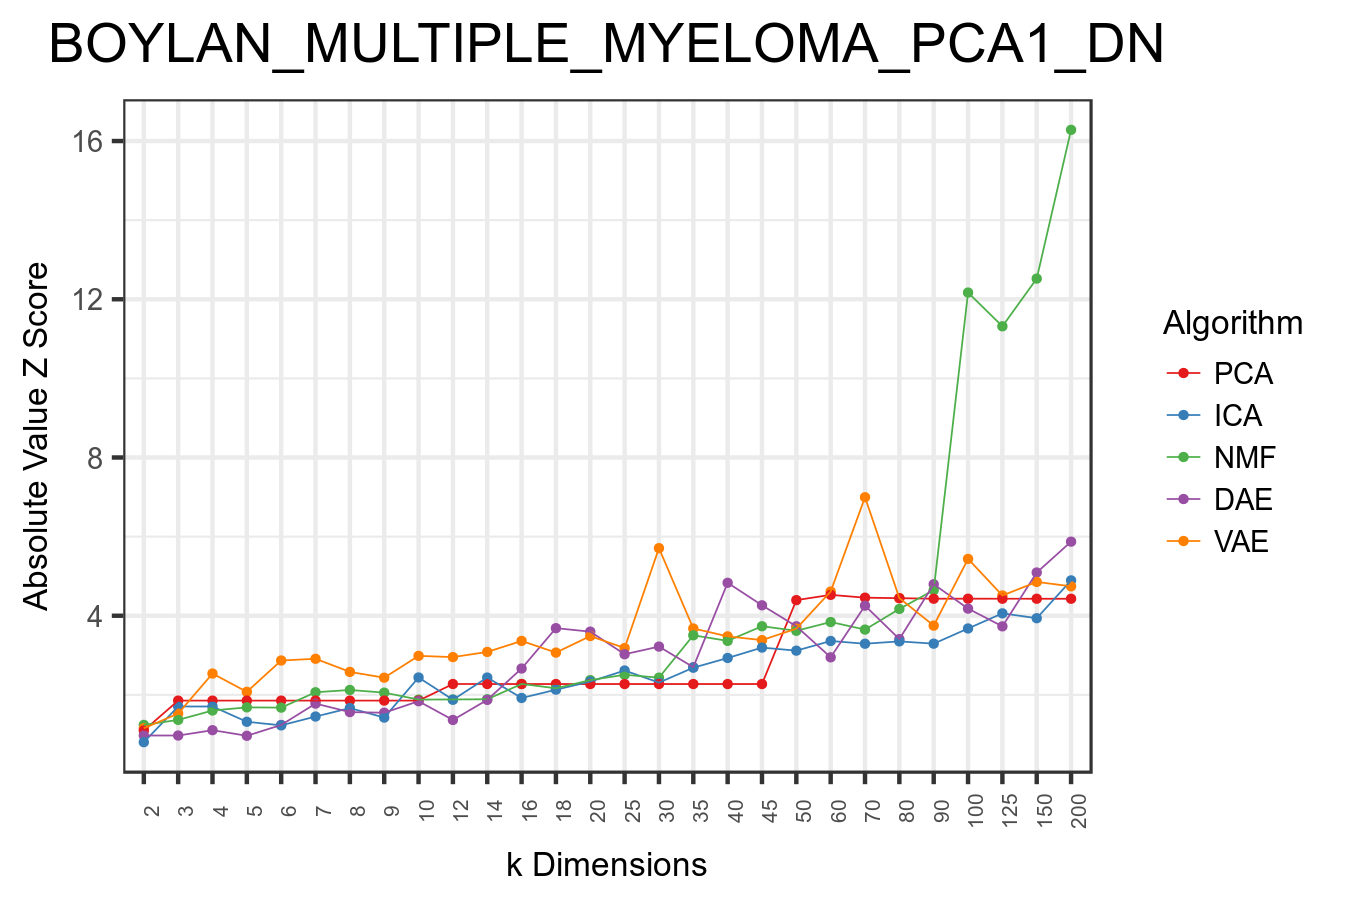 BOYLAN_MULTIPLE_MYELOMA_PCA1_DN
Absolute Value Z Score
16
12
8
4
2 3 4 5 6 7 8 9 10 12 14 16 18 20 25 30 35 40 45 50 60 70 80 90 100 125 150 200
k Dimensions
Algorithm
PCA
ICA
NMF
DAE
VAE